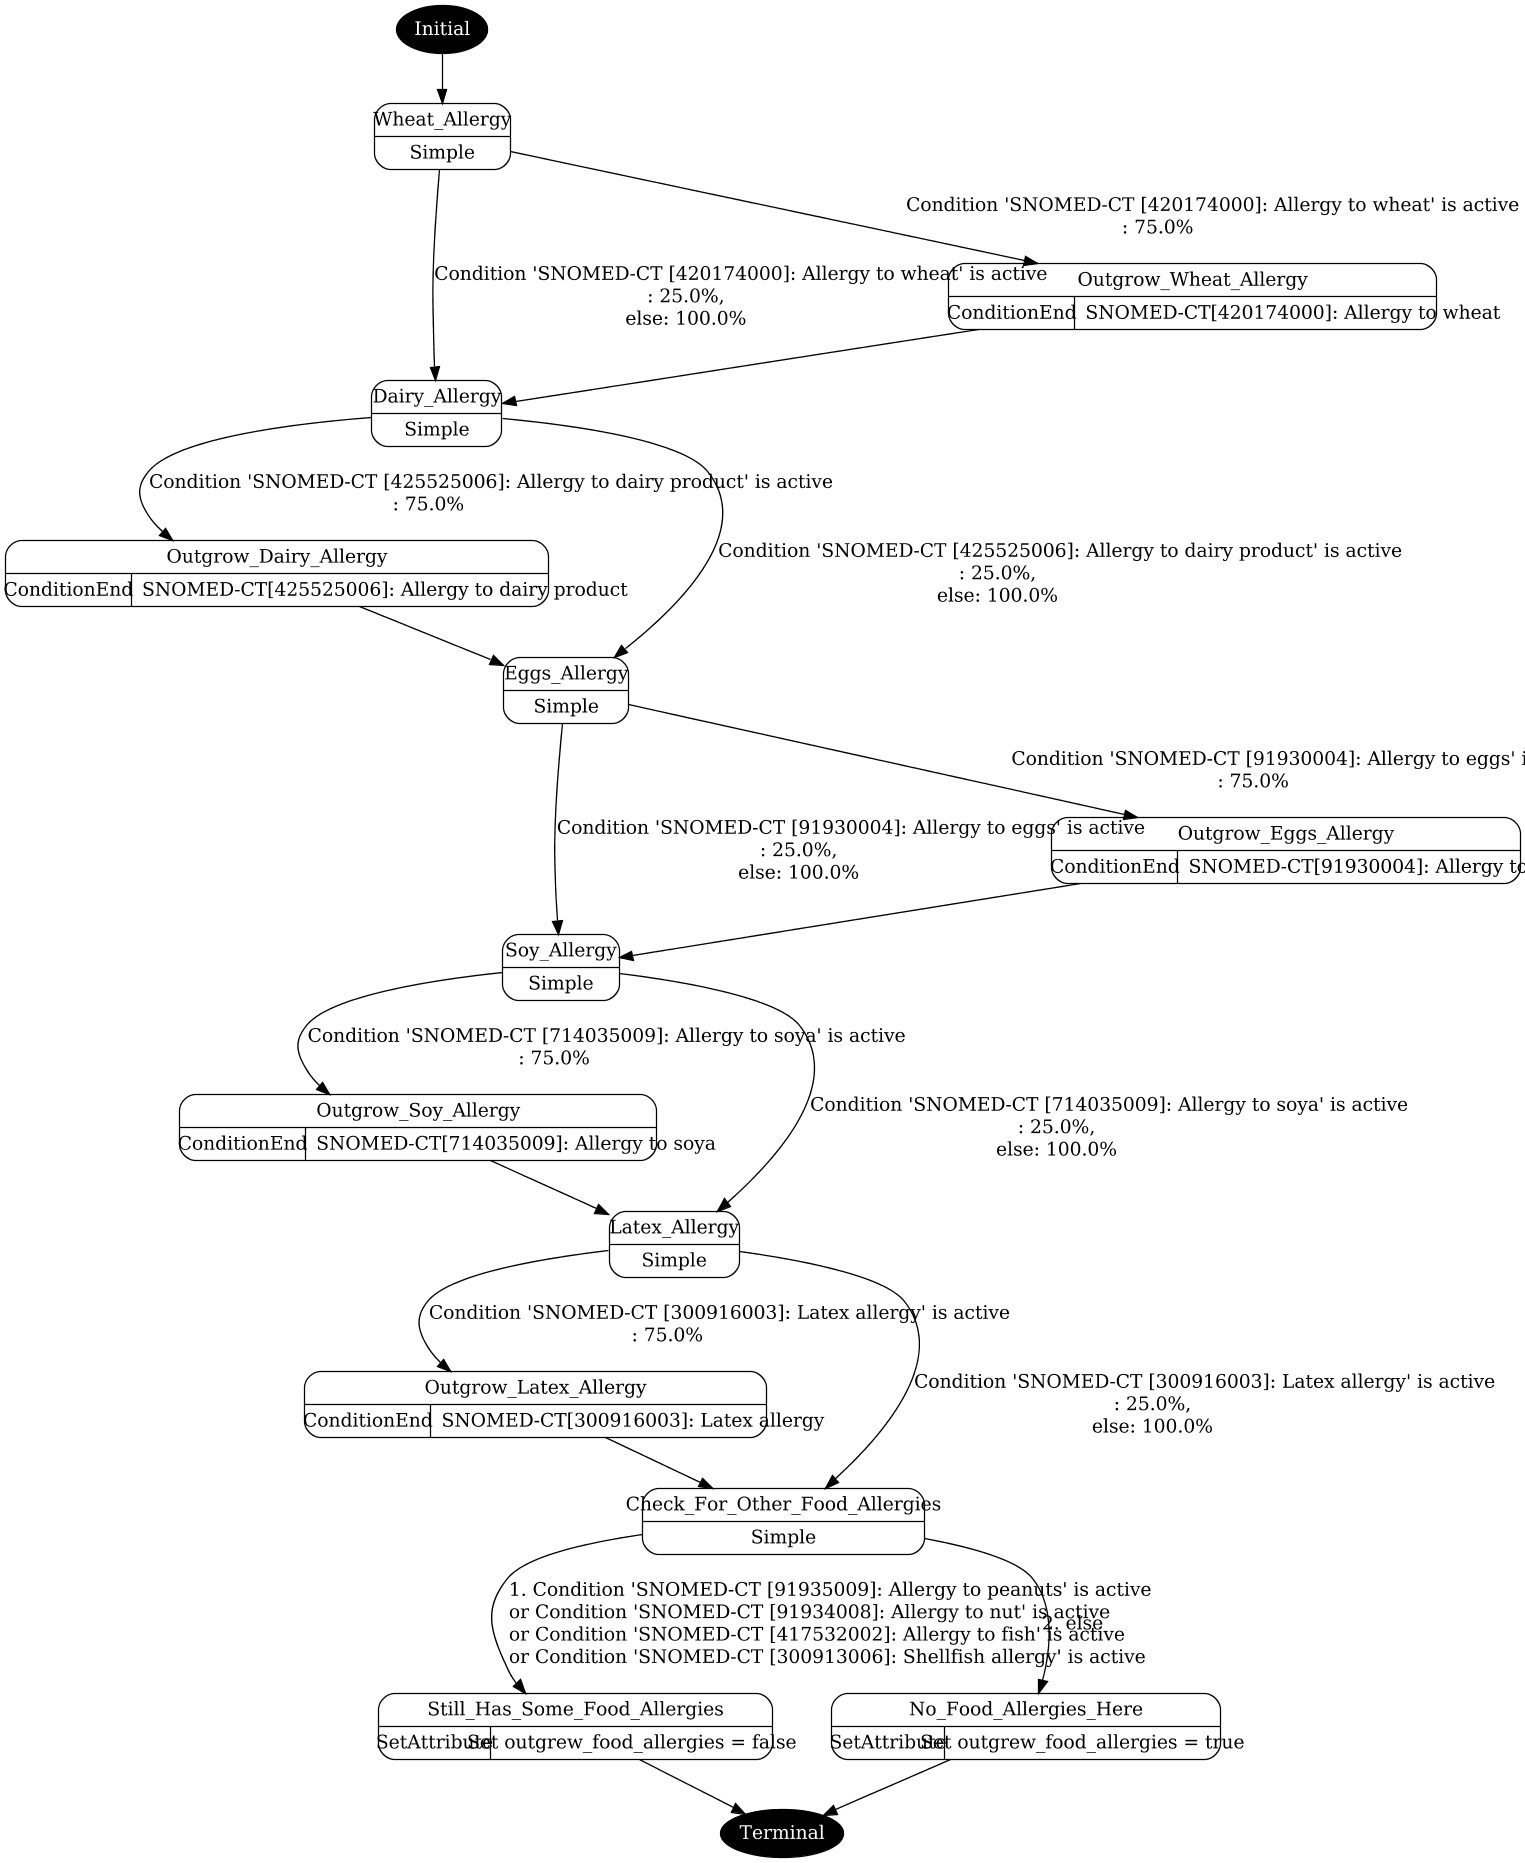 Initial
Wheat_Allergy
Simple
Condition 'SNOMED-CT [420174000]: Allergy to wheat' is active
: 75.0%
Condition 'SNOMED-CT [420174000]: Allergy to wheat' is active
: 25.0%,
else: 100.0%
Outgrow_Wheat_Allergy
ConditionEnd SNOMED-CT[420174000]: Allergy to wheat
Dairy_Allergy
Simple
Condition 'SNOMED-CT [425525006]: Allergy to dairy product' is active
: 75.0%
Condition 'SNOMED-CT [425525006]: Allergy to dairy product' is active
: 25.0%,
else: 100.0%
Outgrow_Dairy_Allergy
ConditionEnd SNOMED-CT[425525006]: Allergy to dairy product
Eggs_Allergy
Simple
Condition 'SNOMED-CT [91930004]: Allergy to eggs'
: 75.0%
Condition 'SNOMED-CT [91930004]: Allergy to eggs' is active
: 25.0%,
else: 100.0%
Outgrow_Eggs_Allergy
ConditionEnd SNOMED-CT[91930004]: Allergy to
Soy_Allergy
Simple
Condition 'SNOMED-CT [714035009]: Allergy to soya' is active
: 75.0%
Condition 'SNOMED-CT [714035009]: Allergy to soya' is active
: 25.0%,
else: 100.0%
Outgrow_Soy_Allergy
ConditionEnd SNOMED-CT[714035009]: Allergy to soya
Latex_Allergy
Simple
Condition 'SNOMED-CT [300916003]: Latex allergy' is active
: 75.0%
Condition 'SNOMED-CT [300916003]: Latex allergy' is active
: 25.0%,
else: 100.0%
Outgrow_Latex_Allergy
ConditionEnd SNOMED-CT[300916003]: Latex allergy
Check_For_Other_Food_Allergies
Simple
1. Condition 'SNOMED-CT [91935009]: Allergy to peanuts' is active
or Condition 'SNOMED-CT [91934008]: Allergy to nut' is active
2. else
or Condition 'SNOMED-CT [417532002]: Allergy to fish' is active
or Condition 'SNOMED-CT [300913006]: Shellfish allergy' is active
Still_Has_Some_Food_Allergies
SetAttribute Set outgrew_food_allergies = false
No_Food_Allergies_Here
SetAttribute Set outgrew_food_allergies = true
Terminal